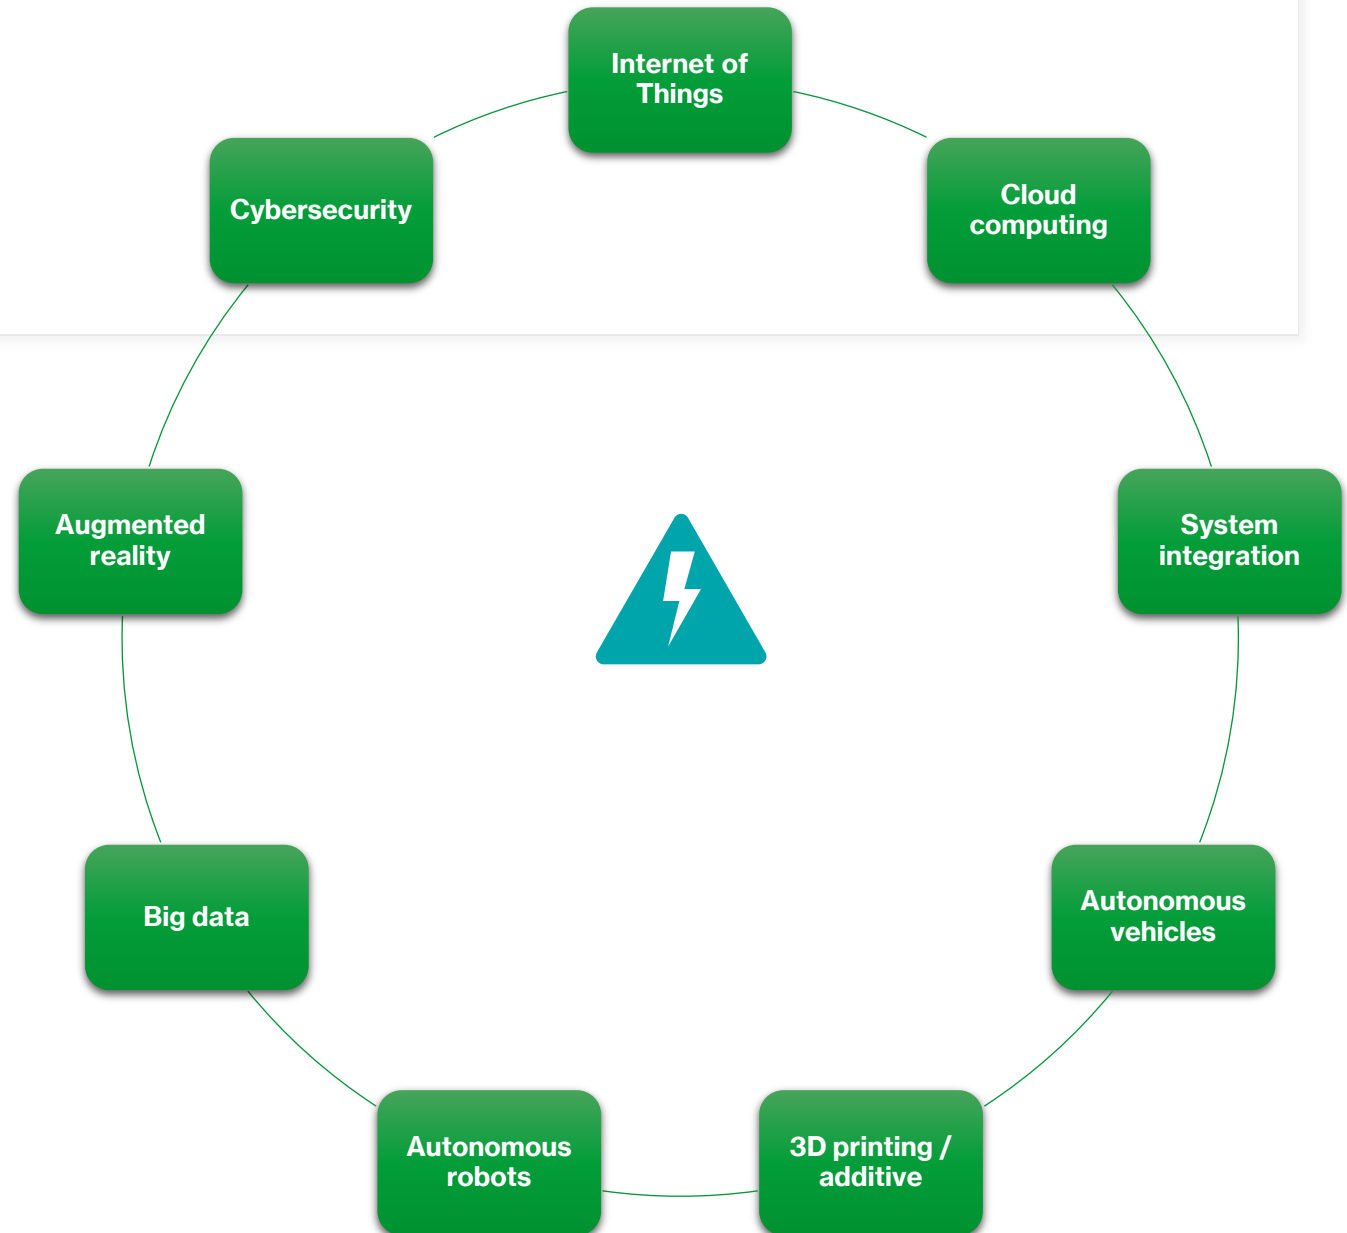 Internet of
Things
Cybersecurity
Cloud
computing
Augmented
reality
System
integration
Big data
Autonomous
vehicles
Autonomous
robots
3D printing /
additive